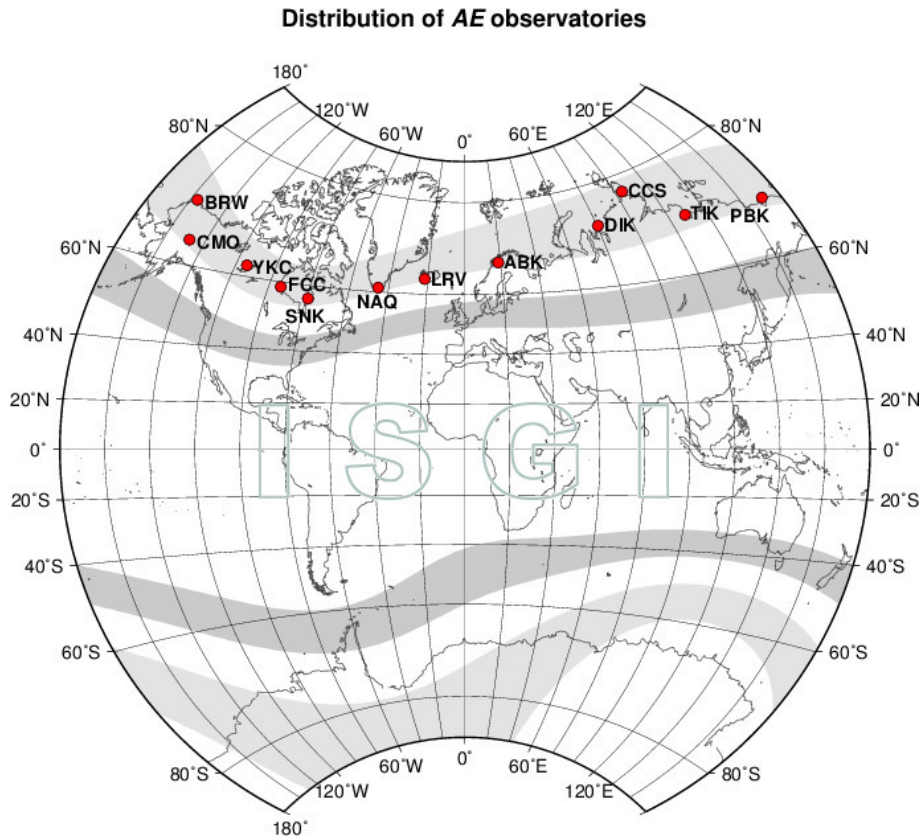 Distribution of AE observatories
180°
120°W
60°W
0°
60°E
120°E
80°N
80°N
BRW
CCS
CMO
DIK
TIK
PBK
60°N
60°N
YKC
ABK
FCC
LRV
SNK
NAQ
40°N
40°N
20°N
20°N
I S G I
0°
0°
20°S
20°S
40°S
40°S
60°S
60°S
80°S
80°S
120°W
60°W
0°
60°E
120°E
180°